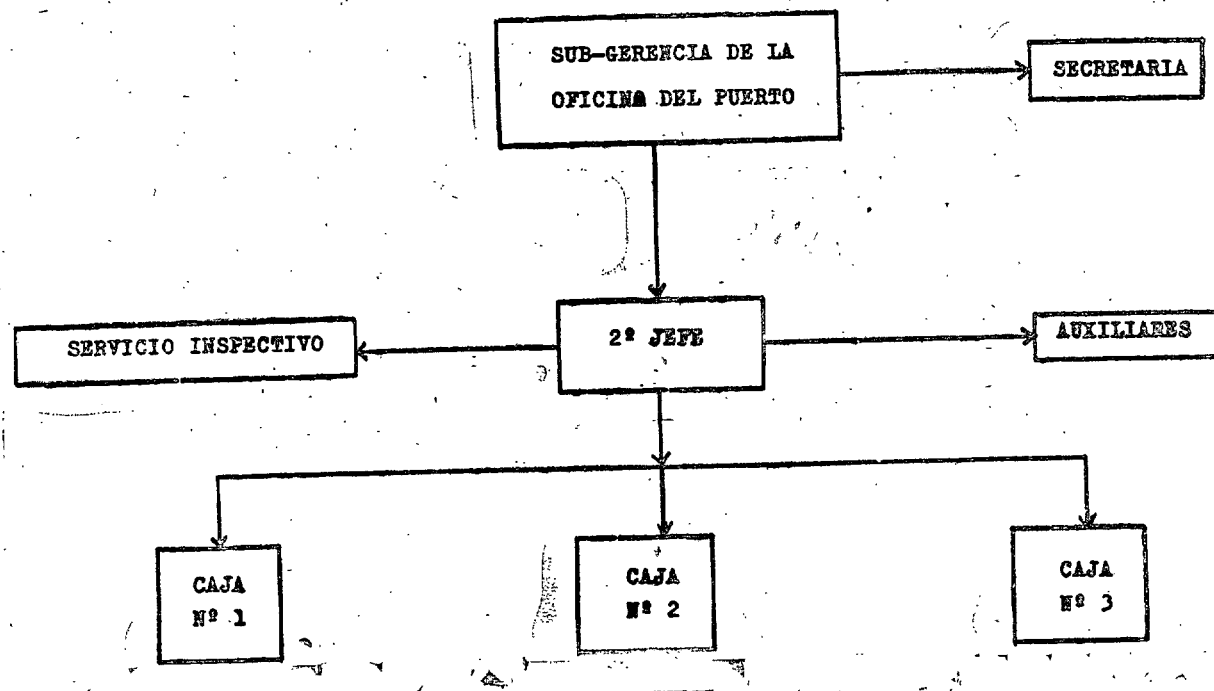 SUB-GERENCIA DE LA
OFICINA DEL PUERTO
SECRETARIA
SERVICIO INSPECTIVO
2º JEFE
AUXILIARES
CAJA
Nº 1
CAJA
Nº 2
CAJA
Nº 3